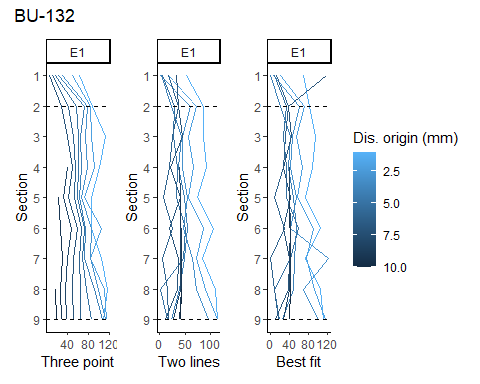 BU-132
E1 E1 E1
1 1 1
2 2 2
3 3 3
4 4 4
5 5 5
6 6 6
7 7 7
8 8 8
9 9 9
Section Section Section
40 80 120 0 50 100 0 40 80 120
Three point Two lines Best fit
Dis. origin (mm)
2.5
5.0
7.5
10.0